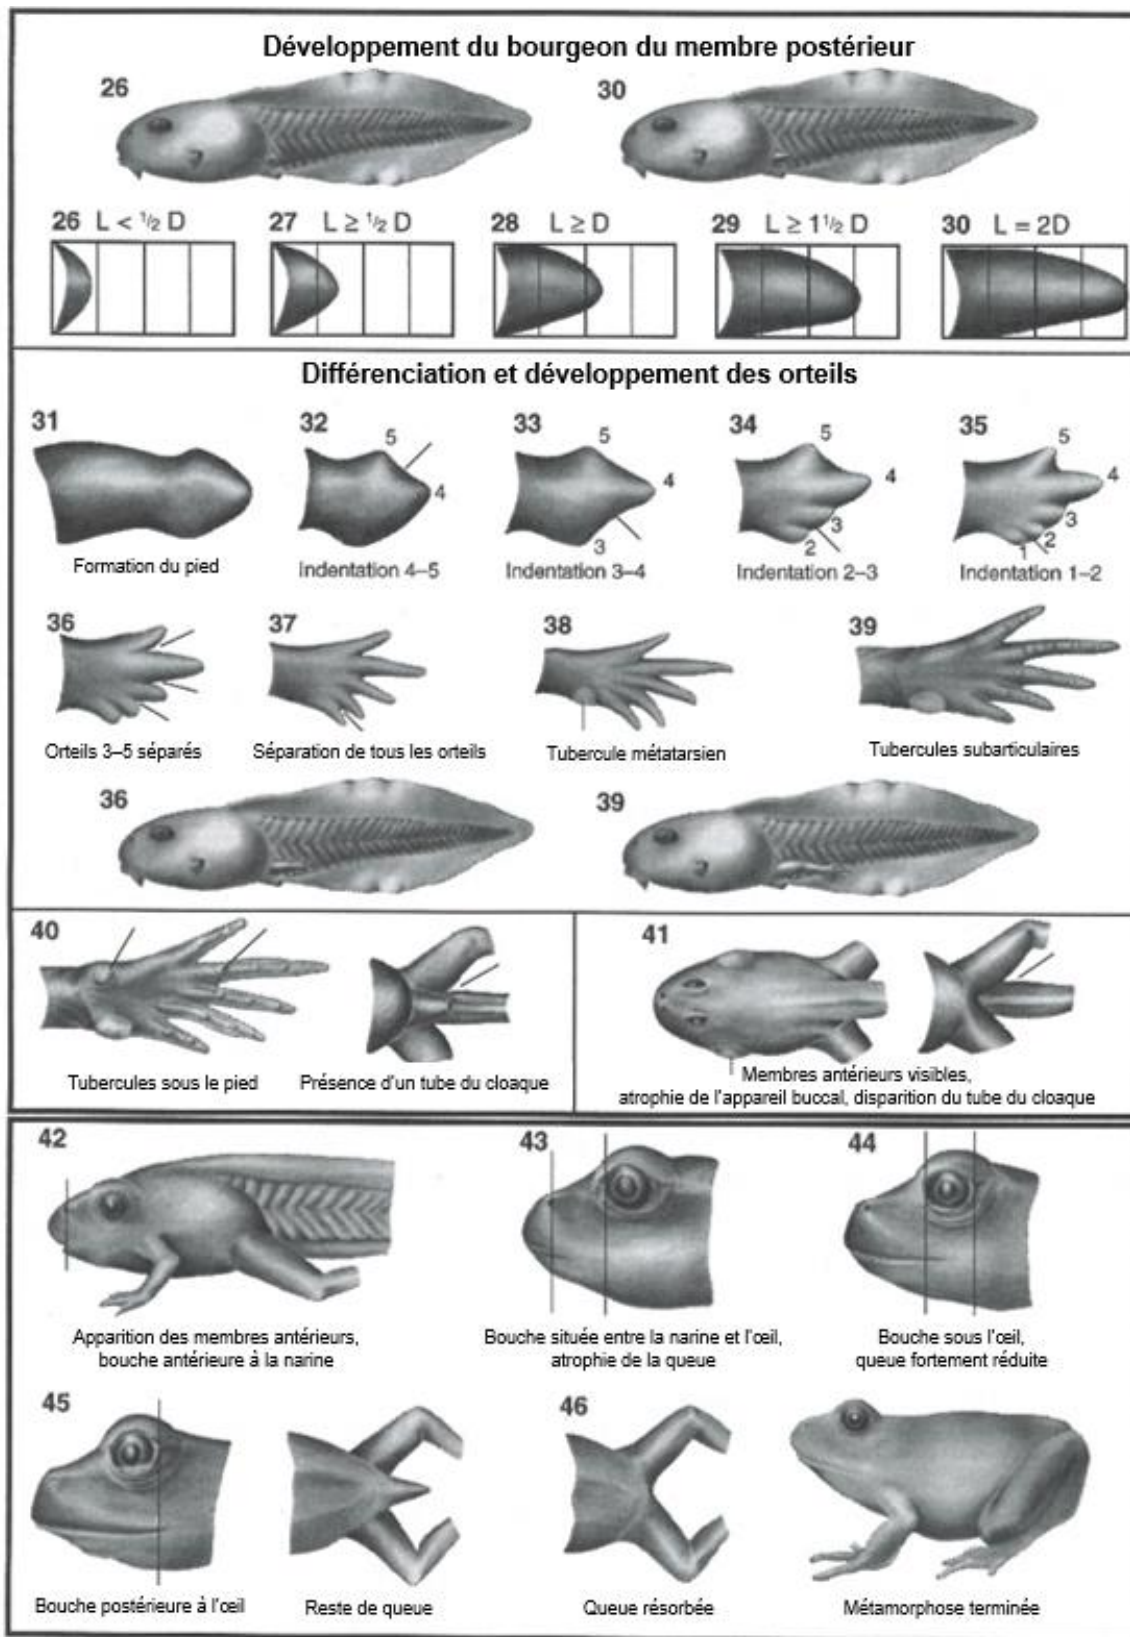 Développement du bourgeon du membre postérieur
26
30
26 L < ½ D
27 L ≥ ½ D
28 L ≥ D
29 L ≥ 1½ D
30 L = 2D
Différenciation et développement des orteils
31
32
5
4
33
5
4
3
34
5
4
3
2
35
5
4
3
2
1
Formation du pied
Indentation 4–5
Indentation 3–4
Indentation 2–3
Indentation 1–2
36
37
38
39
Orteils 3–5 séparés
Séparation de tous les orteils
Tubercule métatarsien
Tubercules subarticulaires
36
39
40
Tubercules sous le pied
Présence d'un tube du cloaque
41
Membres antérieurs visibles,
atrophie de l'appareil buccal, disparition du tube du cloaque
42
43
44
Apparition des membres antérieurs,
bouche antérieure à la narine
Bouche située entre la narine et l'œil,
atrophie de la queue
Bouche sous l'œil,
queue fortement réduite
45
46
Bouche postérieure à l'œil
Reste de queue
Queue résorbée
Métamorphose terminée